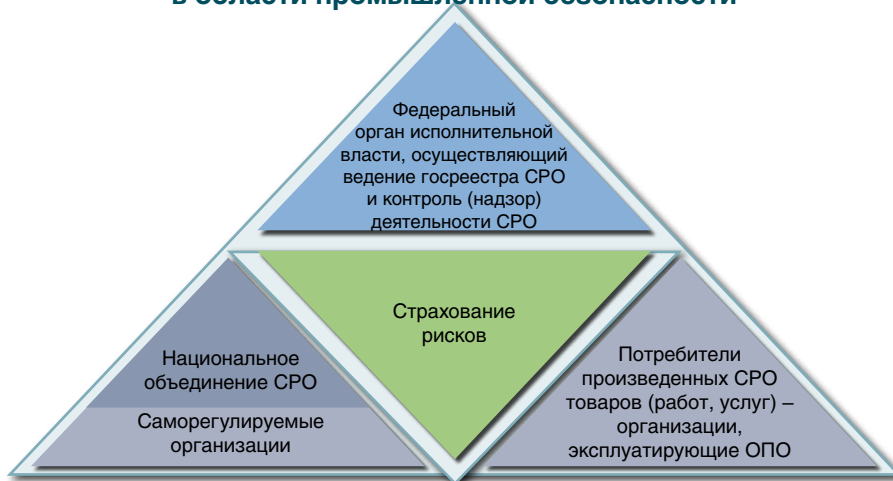 в области промышленной безопасности
Федеральный
орган исполнительной
власти, осуществляющий
ведение госреестра СРО
и контроль (надзор)
деятельности СРО
Страхование
рисков
Национальное
объединение СРО
Саморегулируемые
организации
Потребители
произведенных СРО
товаров (работ, услуг) –
организации,
эксплуатирующие ОПО